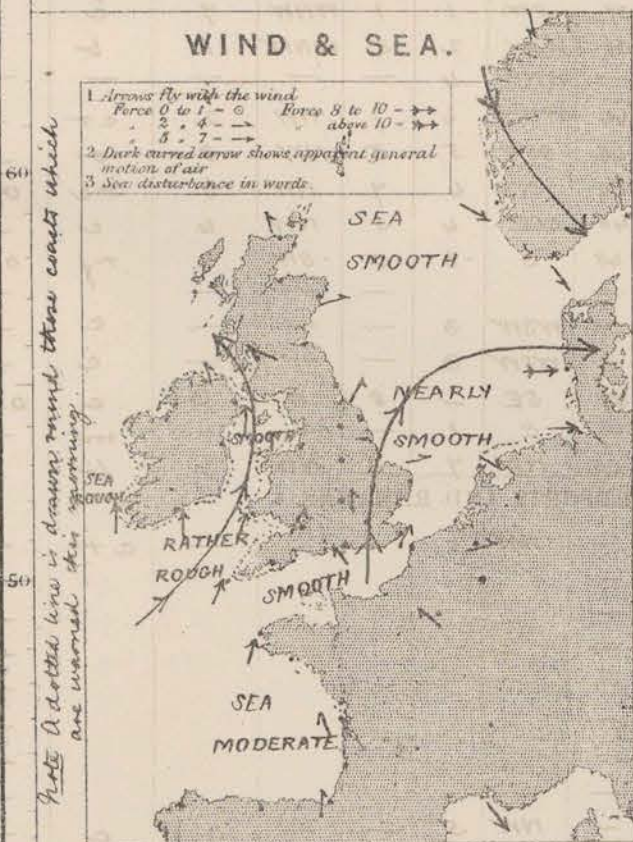 WIND & SEA.
1 Arrows fly with the wind
Force 0 to 1 - ⊙ Force 8 to 10 -
" 2 " 4 - " above 10 -
" 5 " 7 -
2 Dark curved arrow shows apparent general
motion of air
3 Sea disturbance in words.
60
50
Note A dotted line is drawn round those coasts which
are warned this morning.
SEA
SMOOTH
NEARLY
SMOOTH
SMOOTH
SEA
ROUGH
RATHER
ROUGH
SMOOTH
SEA
MODERATE